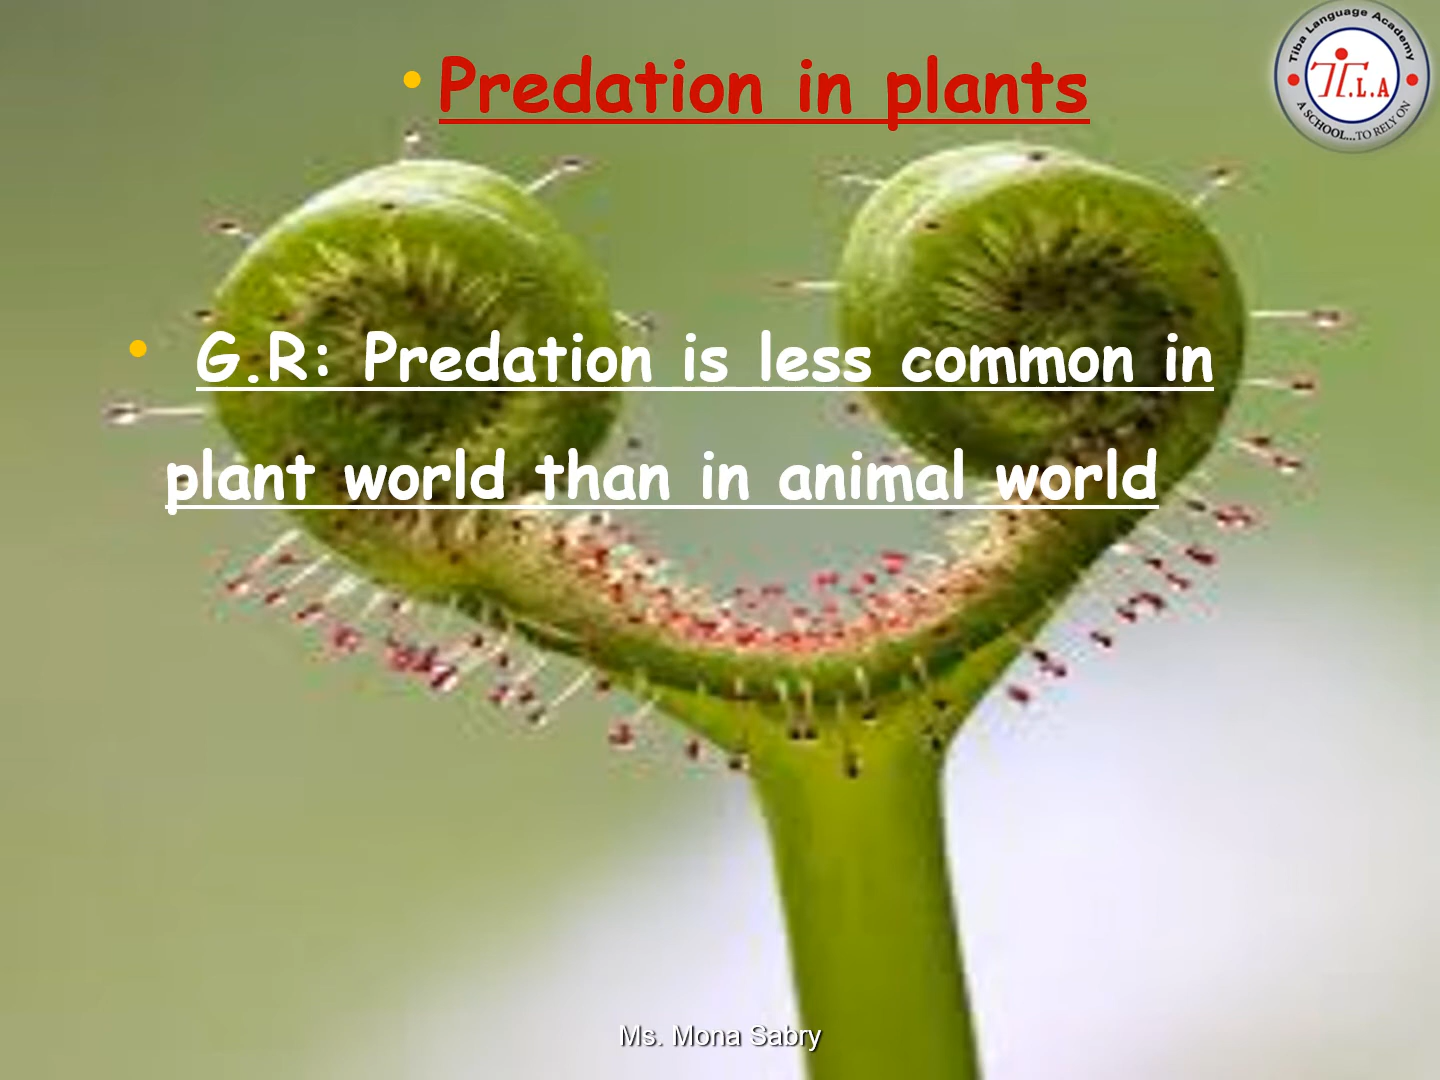 • Predation in plants
Tiba Language Academy
T.L.A
A SCHOOL...TO RELY ON
• G.R: Predation is less common in
plant world than in animal world
Ms. Mona Sabry